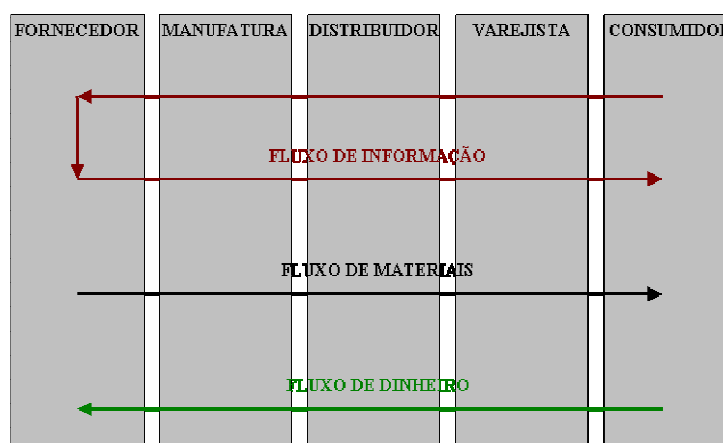 FORNECEDOR
MANUFATURA
DISTRIBUIDOR
VAREJISTA
CONSUMIDOR
FLUXO DE INFORMAÇÃO
FLUXO DE MATERIAIS
FLUXO DE DINHEIRO